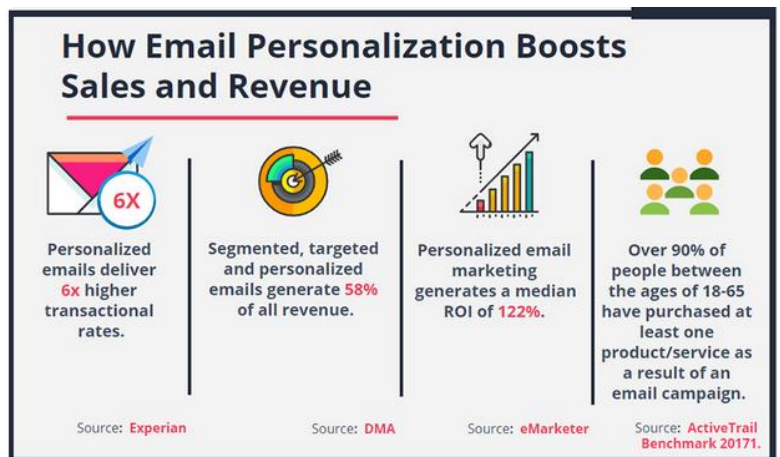 How Email Personalization Boosts
Sales and Revenue
6X
Personalized
emails deliver
6x higher
transactional
rates.
Source: Experian
Segmented, targeted
and personalized
emails generate 58%
of all revenue.
Source: DMA
Personalized email
marketing
generates a median
ROI of 122%.
Source: eMarketer
Over 90% of
people between
the ages of 18-65
have purchased at
least one
product/service as
a result of an
email campaign.
Source: ActiveTrail
Benchmark 20171.